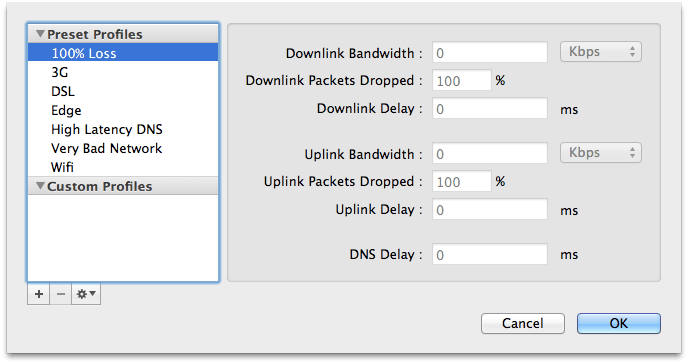 Preset Profiles
100% Loss
3G
DSL
Edge
High Latency DNS
Very Bad Network
Wifi
Custom Profiles
Downlink Bandwidth : 0 Kbps
Downlink Packets Dropped : 100 %
Downlink Delay : 0 ms
Uplink Bandwidth : 0 Kbps
Uplink Packets Dropped : 100 %
Uplink Delay : 0 ms
DNS Delay : 0 ms
Cancel OK